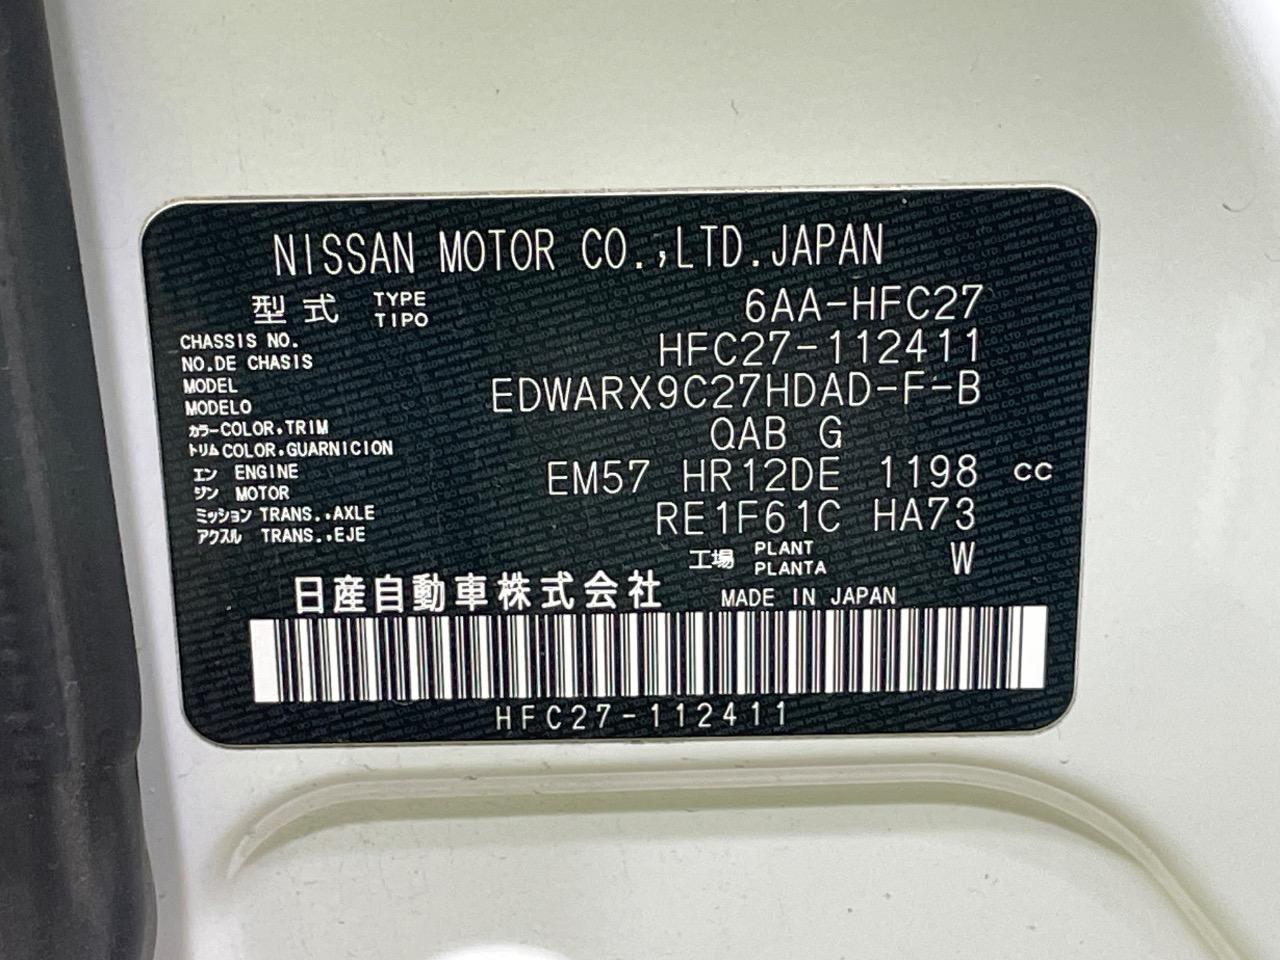 NISSAN MOTOR CO.,LTD.JAPAN
型式 TYPE TIPO 6AA-HFC27
CHASSIS NO. NO.DE CHASIS HFC27-112411
MODEL MODELO EDWARX9C27HDAD-F-B
カラー COLOR,TRIM
トリム COLOR.GUARNICION QAB G
エン ENGINE
ジン MOTOR EM57 HR12DE 1198 cc
ミッション TRANS.,AXLE
アクスル TRANS.,EJE RE1F61C HA73
工場 PLANT PLANTA W
日産自動車株式会社 MADE IN JAPAN
HFC27-112411